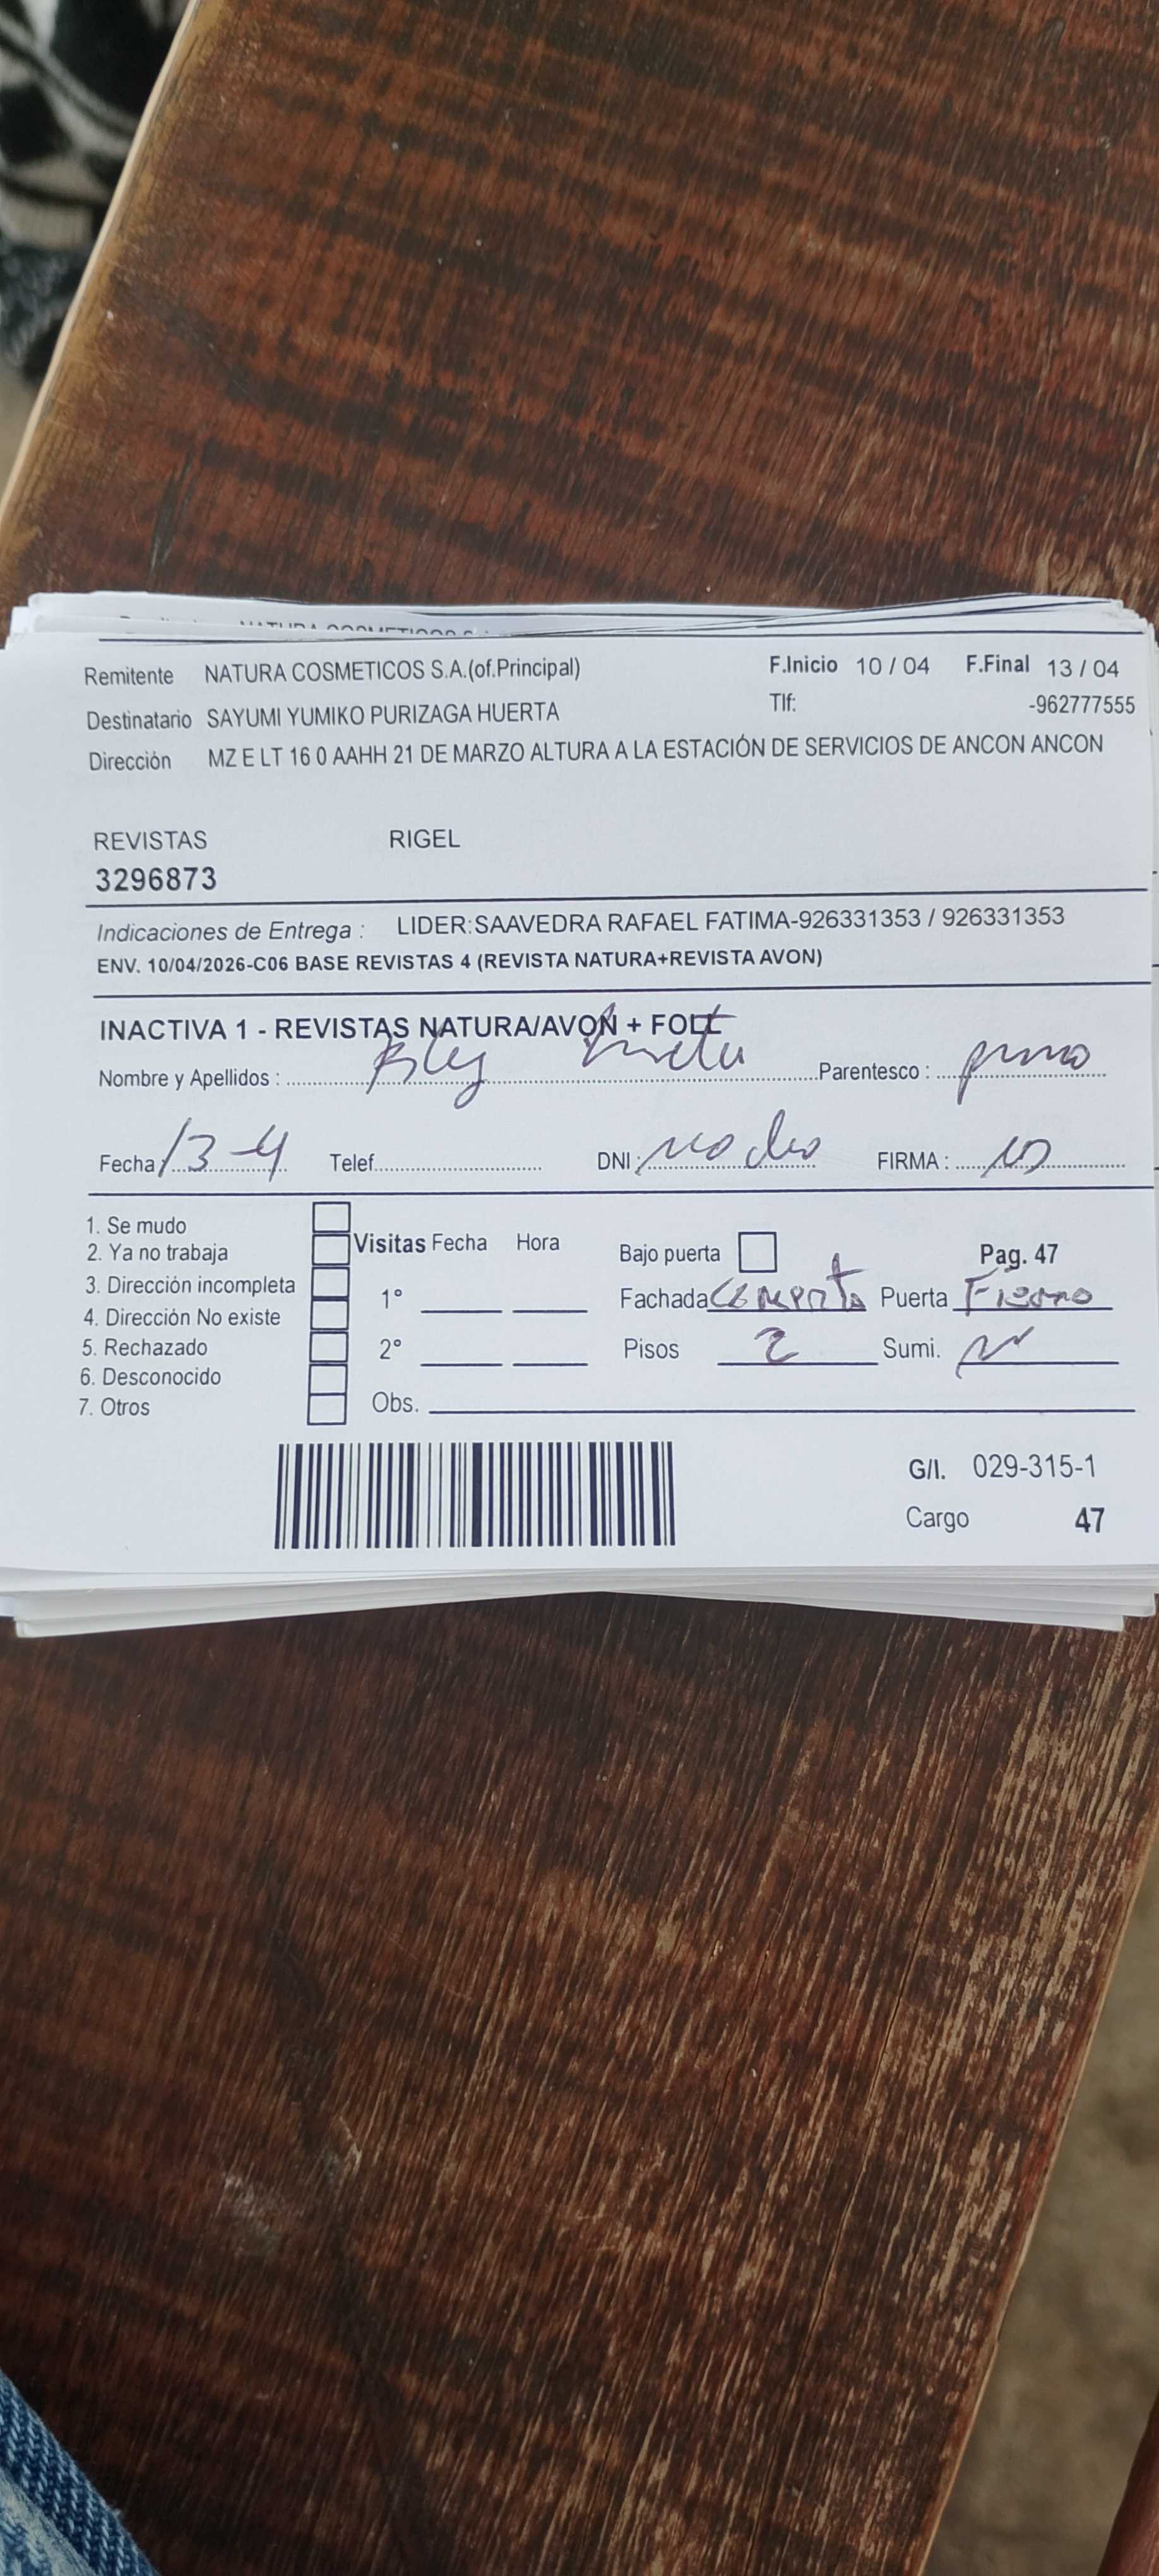 Remitente NATURA COSMETICOS S.A.(of.Principal) F.Inicio 10 / 04 F.Final 13 / 04
Destinatario SAYUMI YUMIKO PURIZAGA HUERTA Tlf: -962777555
Dirección MZ E LT 16 0 AAHH 21 DE MARZO ALTURA A LA ESTACIÓN DE SERVICIOS DE ANCON ANCON
REVISTAS RIGEL
3296873
Indicaciones de Entrega : LIDER:SAAVEDRA RAFAEL FATIMA-926331353 / 926331353
ENV. 10/04/2026-C06 BASE REVISTAS 4 (REVISTA NATURA+REVISTA AVON)
INACTIVA 1 - REVISTAS NATURA/AVON + FOLL
Nombre y Apellidos : Parentesco : primo
Fecha : 13-4 Telef. DNI : no dio FIRMA :
1. Se mudo
2. Ya no trabaja Visitas Fecha Hora Bajo puerta Pag. 47
3. Dirección incompleta 1° Fachada Cemento Puerta Fierro
4. Dirección No existe
5. Rechazado 2° Pisos 2 Sumi.
6. Desconocido
7. Otros Obs.
G/I. 029-315-1
Cargo 47